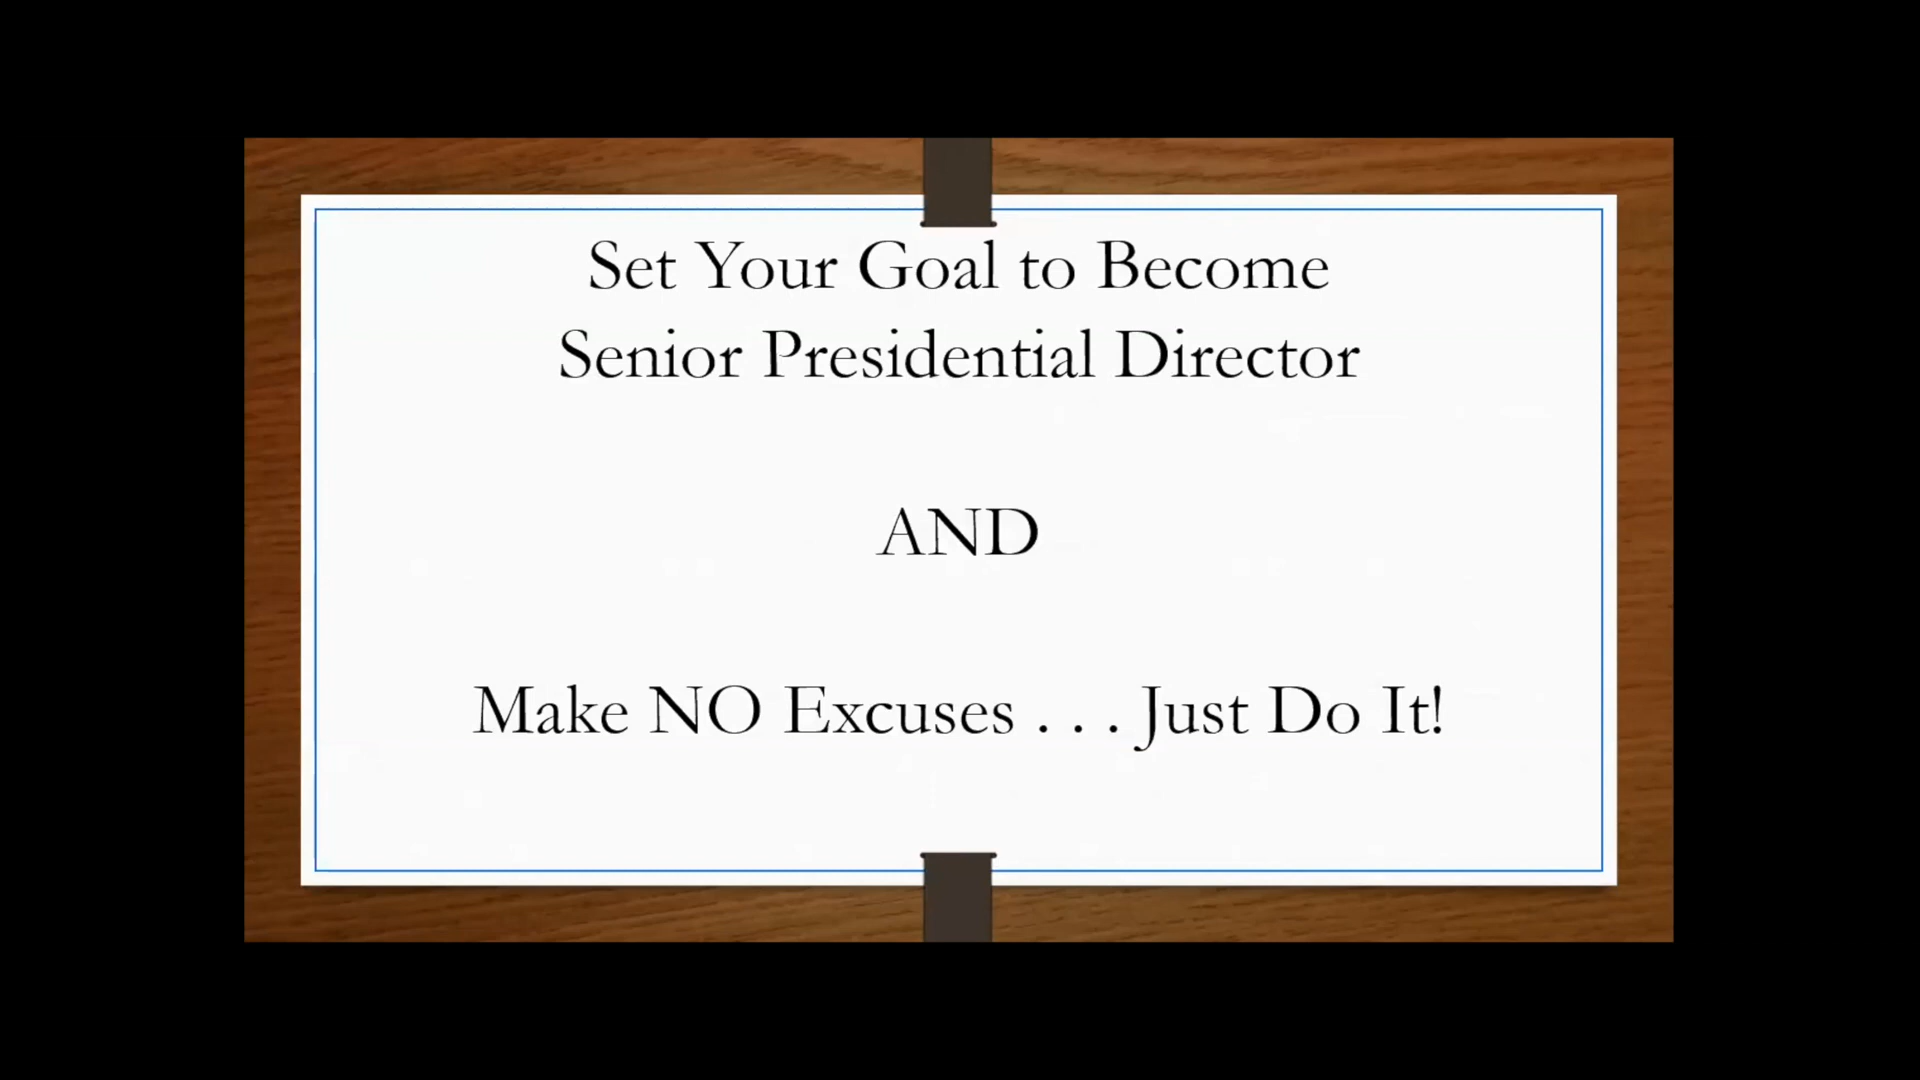 Set Your Goal to Become
Senior Presidential Director
AND
Make NO Excuses . . . Just Do It!